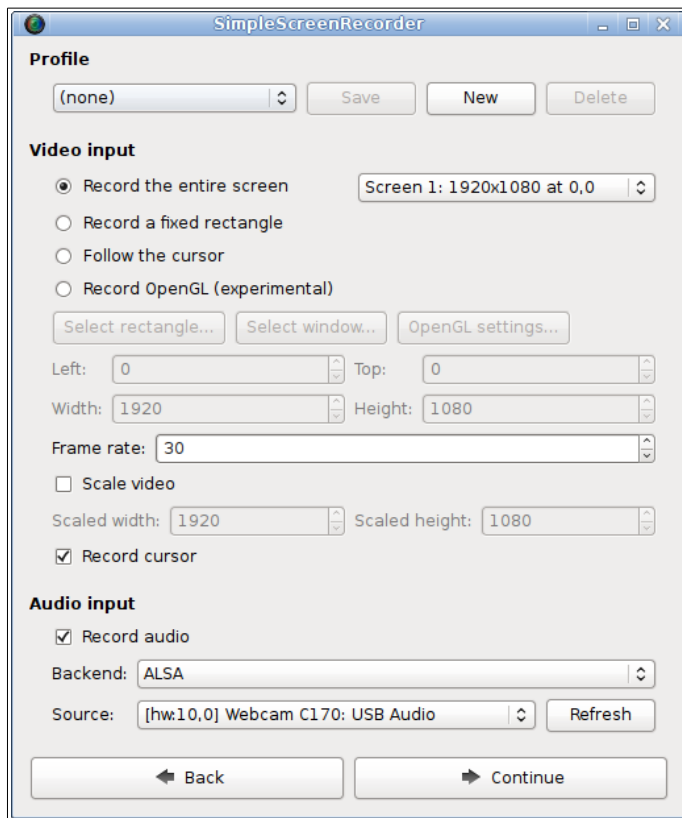 SimpleScreenRecorder
Profile
(none) Save New Delete
Video input
Record the entire screen Screen 1: 1920x1080 at 0,0
Record a fixed rectangle
Follow the cursor
Record OpenGL (experimental)
Select rectangle... Select window... OpenGL settings...
Left: 0 Top: 0
Width: 1920 Height: 1080
Frame rate: 30
Scale video
Scaled width: 1920 Scaled height: 1080
Record cursor
Audio input
Record audio
Backend: ALSA
Source: [hw:10,0] Webcam C170: USB Audio Refresh
Back Continue